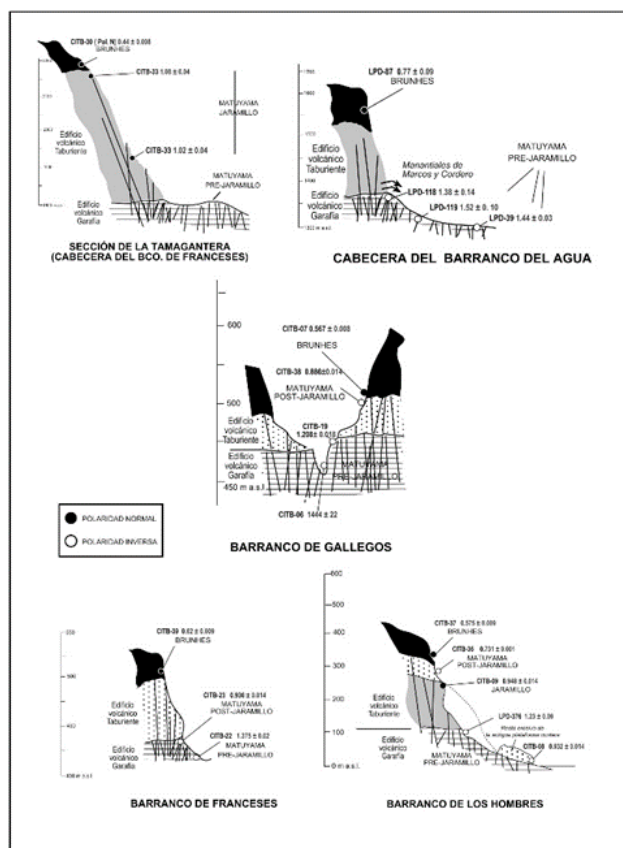 CITB-39 (Pol. N) 0.44 ± 0.008
BRUNHES
CITB-33 1.08 ± 0.04
CITB-33 1.02 ± 0.04
MATUYAMA
JARAMILLO
Edificio
volcánico
Taburiente
MATUYAMA
PRE-JARAMILLO
Edificio
volcánico
Garafía
SECCIÓN DE LA TAMAGANTERA
(CABECERA DEL BCO. DE FRANCESES)
LPD-87 0.77 ± 0.09
BRUNHES
MATUYAMA
PRE-JARAMILLO
Edificio
volcánico
Taburiente
Manantiales de
Marcos y Cordero
LPD-118 1.38 ± 0.14
LPD-119 1.52 ± 0.10
LPD-39 1.44 ± 0.03
Edificio
volcánico
Garafía
CABECERA DEL BARRANCO DEL AGUA
600
CITB-07 0.567 ± 0.008
BRUNHES
CITB-38 0.886±0.014
MATUYAMA
POST-JARAMILLO
500
CITB-19
1.208± 0.018
Edificio
volcánico
Taburiente
Edificio
volcánico
Garafía
MATUYAMA
PRE-JARAMILLO
450 m a.s.l.
CITB-06 1444 ± 22
BARRANCO DE GALLEGOS
POLARIDAD NORMAL
POLARIDAD INVERSA
CITB-39 0.62 ± 0.009
BRUNHES
Edificio
volcánico
Taburiente
CITB-23 0.906 ± 0.014
MATUYAMA
POST-JARAMILLO
CITB-22 1.375 ± 0.02
MATUYAMA
PRE-JARAMILLO
Edificio
volcánico
Garafía
BARRANCO DE FRANCESES
600
500
CITB-37 0.575 ± 0.009
BRUNHES
400
CITB-36 0.731 ± 0.001
MATUYAMA
POST-JARAMILLO
300
CITB-09 0.948 ± 0.014
JARAMILLO
200
Edificio
volcánico
Taburiente
LPD-376 1.23 ± 0.09
100
Edificio
volcánico
Garafía
CITB-08 0.832 ± 0.014
0 m a.s.l.
MATUYAMA
PRE-JARAMILLO
BARRANCO DE LOS HOMBRES